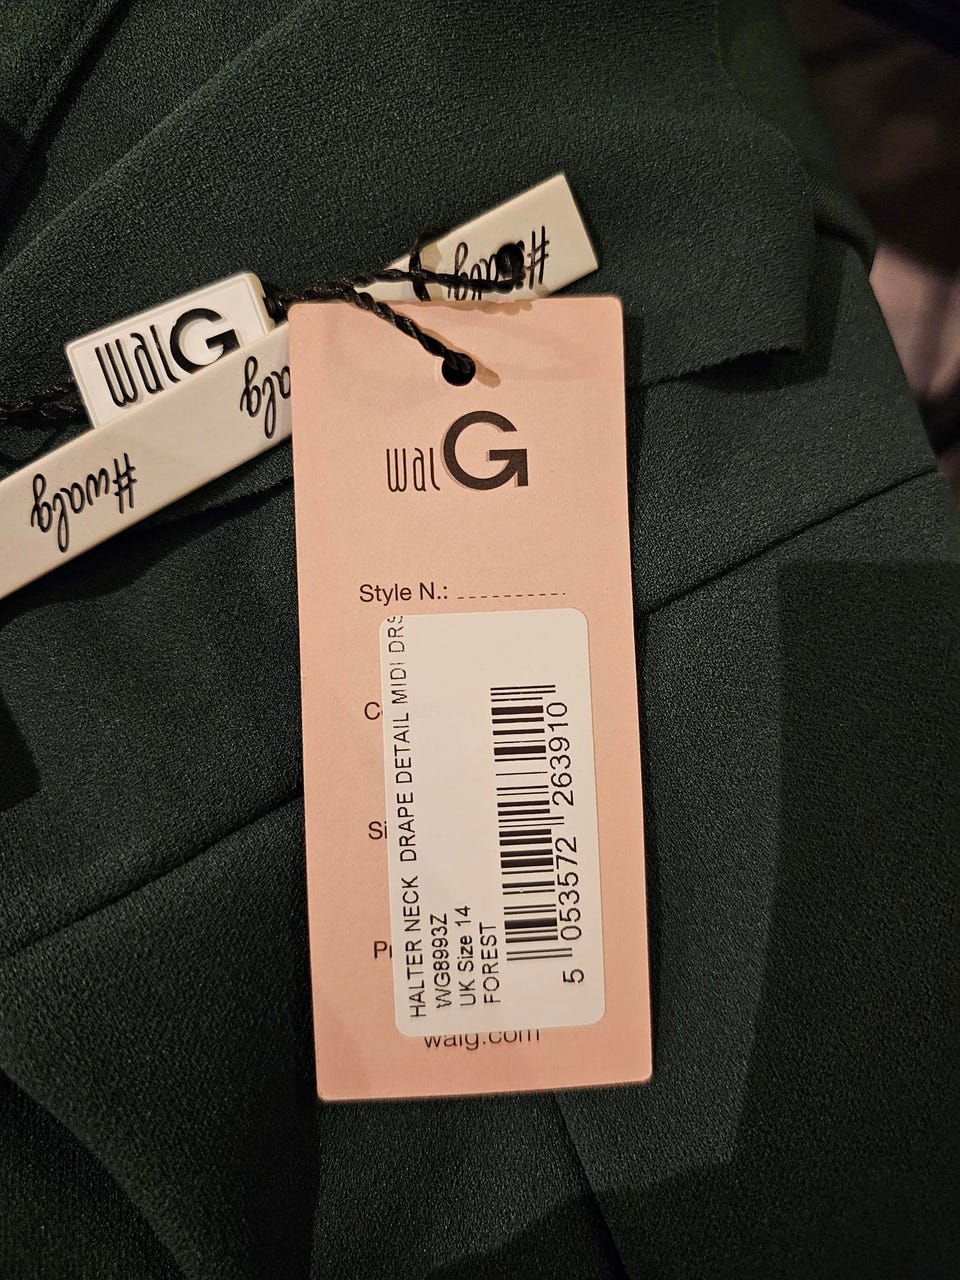 #walg
walG
#walg
walg
walG
Style N.:
HALTER NECK DRAPE DETAIL MIDI DRS
WG8993Z
UK Size 14
FOREST
5 053572 263910
walg.com